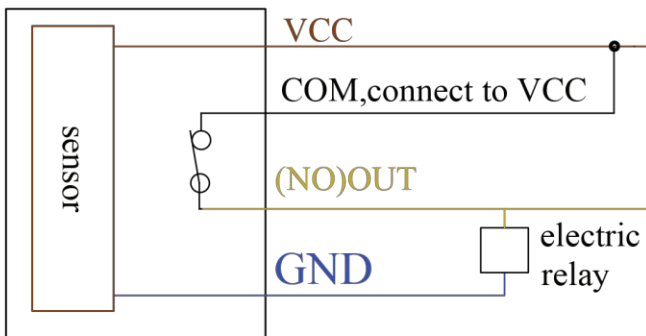 VCC
COM,connect to VCC
sensor
(NO)OUT
electric
relay
GND